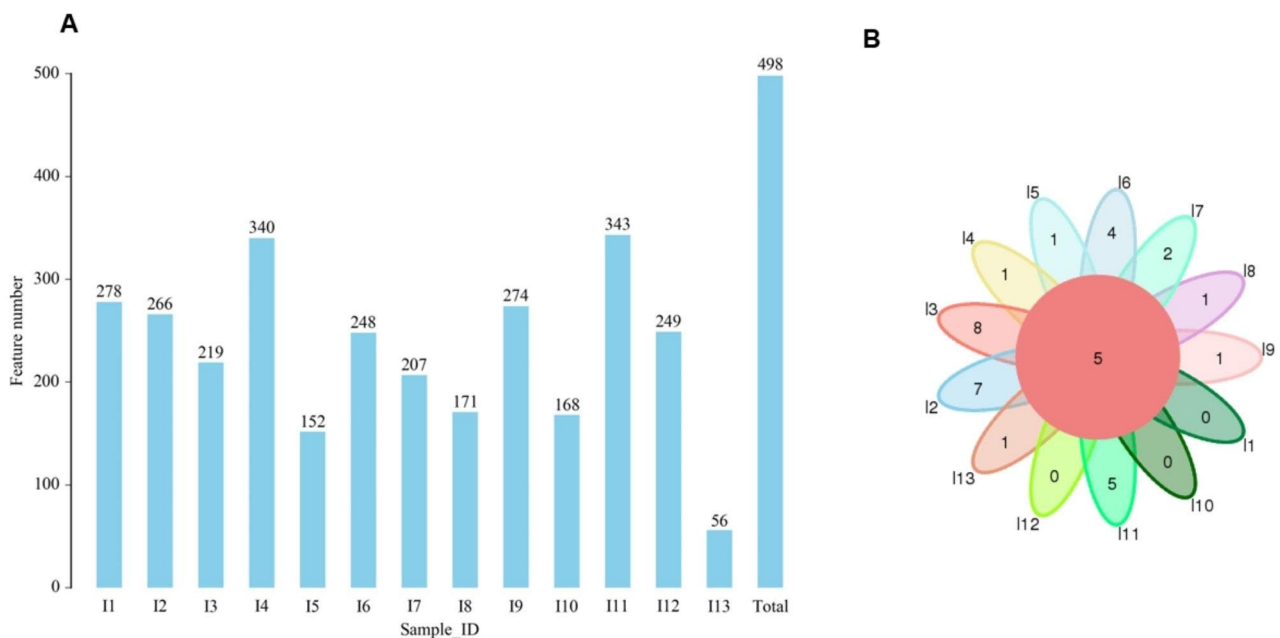 A
B
498
500
400
343
340
300
278
274
266
249
248
219
207
200
171
168
152
100
56
0
Feature number
I1 I2 I3 I4 I5 I6 I7 I8 I9 I10 I11 I12 I13 Total
Sample_ID
I6
I5
I7
4
1
2
I4
I8
1
1
I3
8
I9
5
1
7
I2
0
I1
1
0
0
5
I13
I10
I12
I11